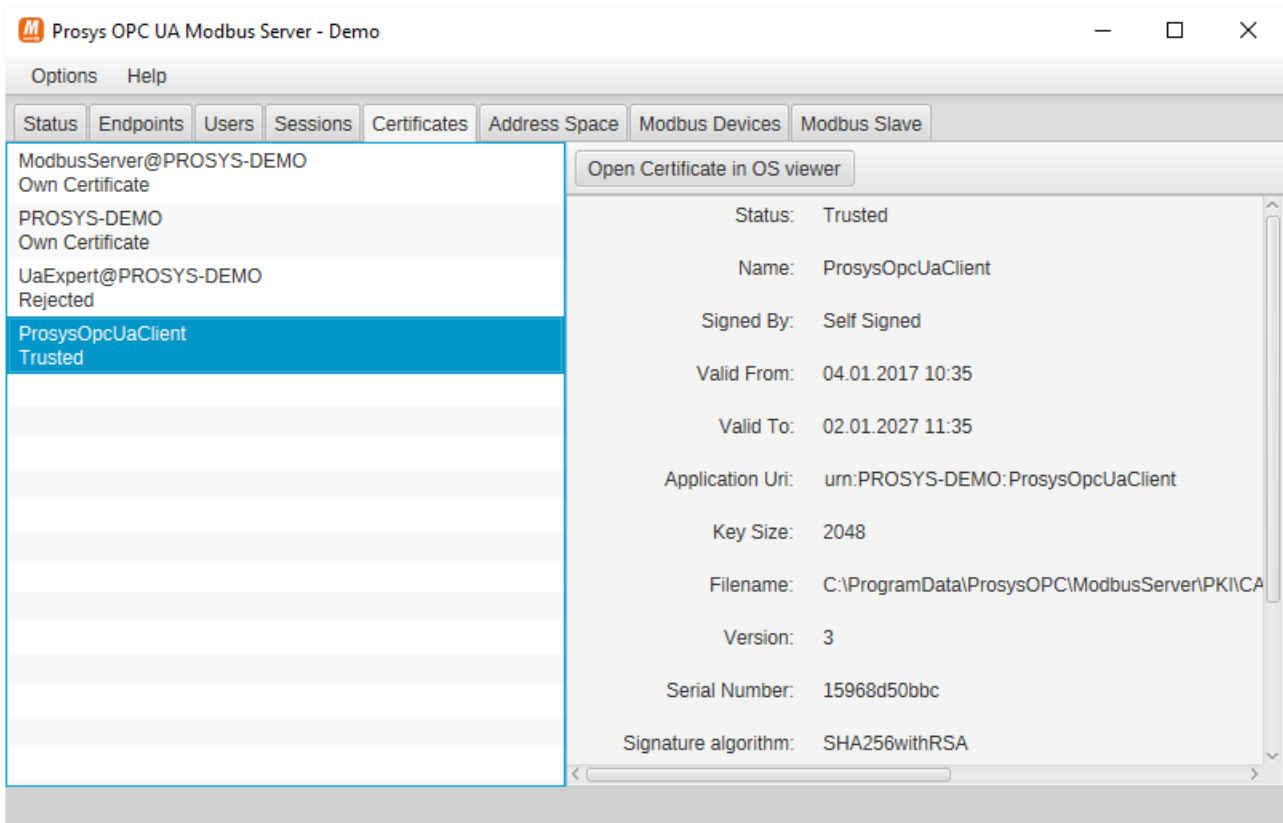 Prosys OPC UA Modbus Server - Demo
Options Help
Status Endpoints Users Sessions Certificates Address Space Modbus Devices Modbus Slave
ModbusServer@PROSYS-DEMO
Own Certificate
PROSYS-DEMO
Own Certificate
UaExpert@PROSYS-DEMO
Rejected
ProsysOpcUaClient
Trusted
Open Certificate in OS viewer
Status: Trusted
Name: ProsysOpcUaClient
Signed By: Self Signed
Valid From: 04.01.2017 10:35
Valid To: 02.01.2027 11:35
Application Uri: urn:PROSYS-DEMO:ProsysOpcUaClient
Key Size: 2048
Filename: C:\ProgramData\ProsysOPC\ModbusServer\PKI\CA
Version: 3
Serial Number: 15968d50bbc
Signature algorithm: SHA256withRSA